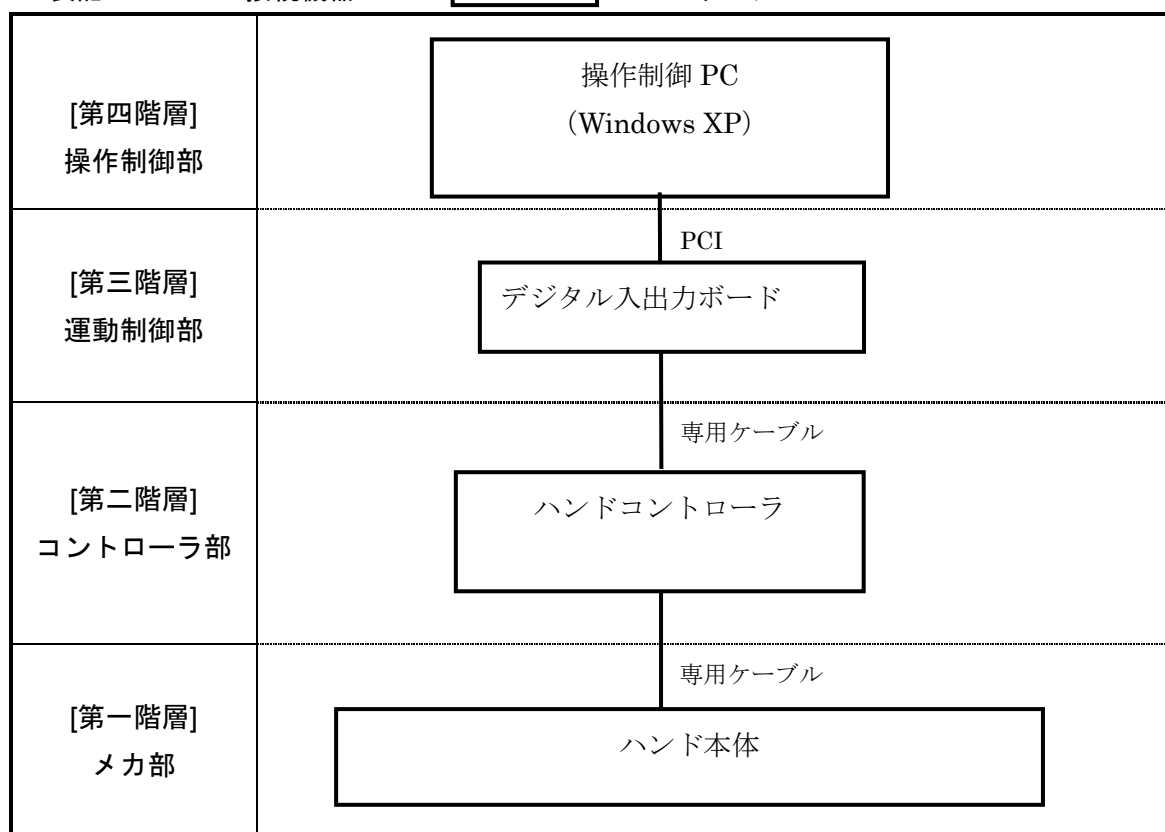 [第四階層]
操作制御部
操作制御 PC
（Windows XP）
PCI
[第三階層]
運動制御部
デジタル入出力ボード
専用ケーブル
[第二階層]
コントローラ部
ハンドコントローラ
専用ケーブル
[第一階層]
メカ部
ハンド本体